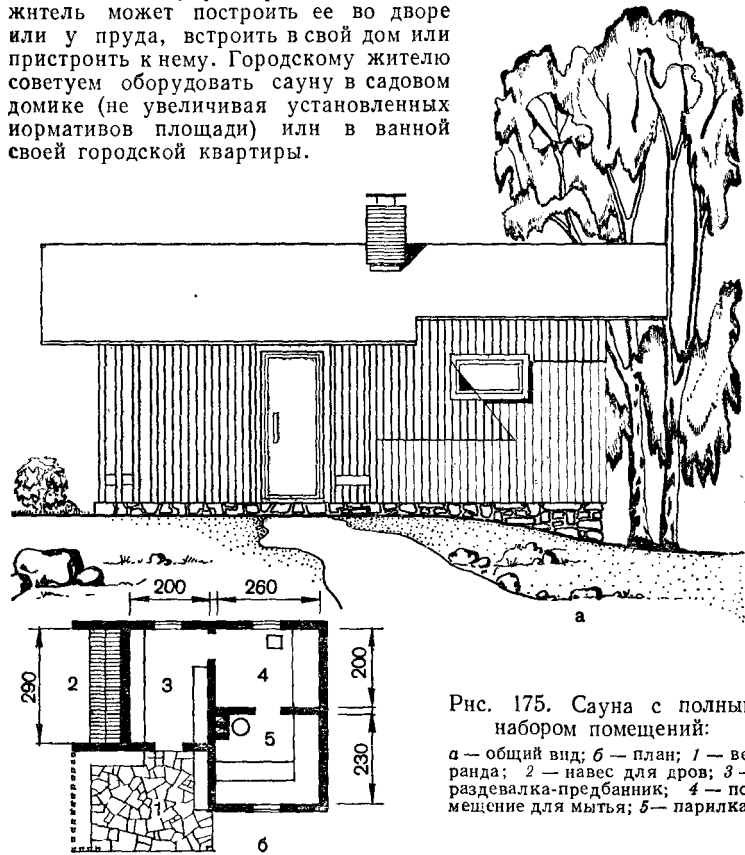 житель может построить ее во дворе
или у пруда, встроить в свой дом или
пристроить к нему. Городскому жителю
советуем оборудовать сауну в садовом
домике (не увеличивая установленных
нормативов площади) или в ванной
своей городской квартиры.
а
200 260
290
2
3
4
5
1
200
230
б
Рис. 175. Сауна с полны
набором помещений:
а — общий вид; б — план; 1 — ве
ранда; 2 — навес для дров; 3 —
раздевалка-предбанник; 4 — по
мещение для мытья; 5 — парилка